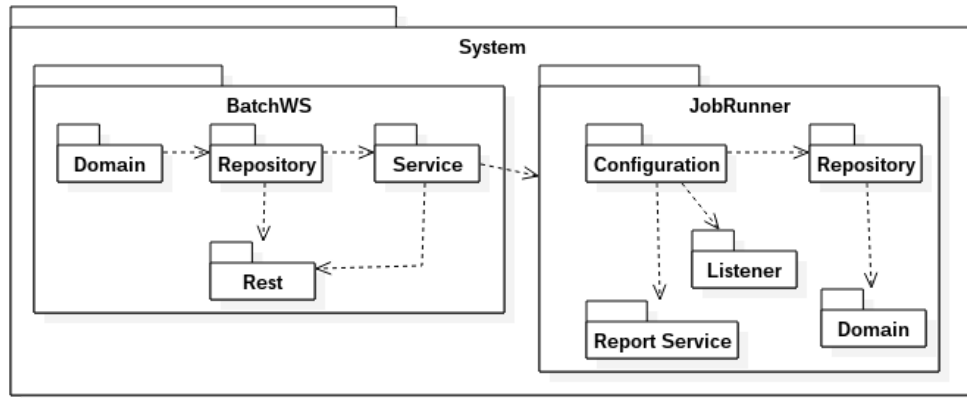 System
BatchWS
Domain
Repository
Service
Rest
JobRunner
Configuration
Repository
Listener
Report Service
Domain